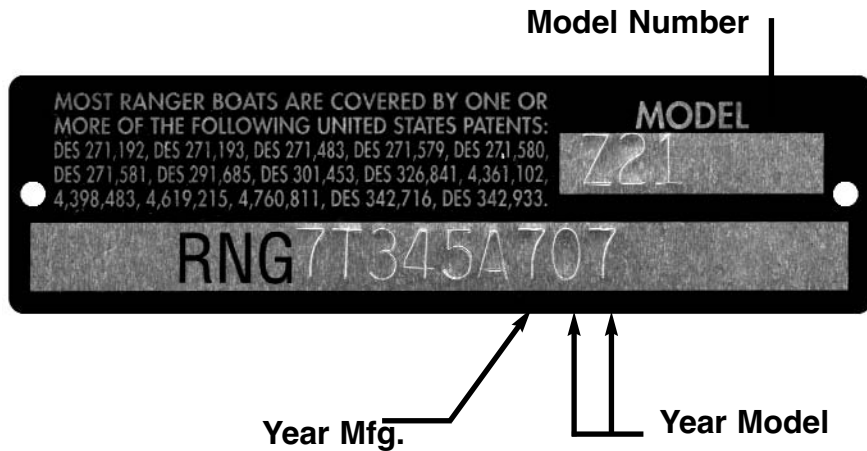 Model Number
MOST RANGER BOATS ARE COVERED BY ONE OR
MORE OF THE FOLLOWING UNITED STATES PATENTS:
DES 271,192, DES 271,193, DES 271,483, DES 271,579, DES 271,580,
DES 271,581, DES 291,685, DES 301,453, DES 326,841, 4,361,102,
4,398,483, 4,619,215, 4,760,811, DES 342,716, DES 342,933.
MODEL
Z21
RNG7T345A707
Year Mfg.
Year Model